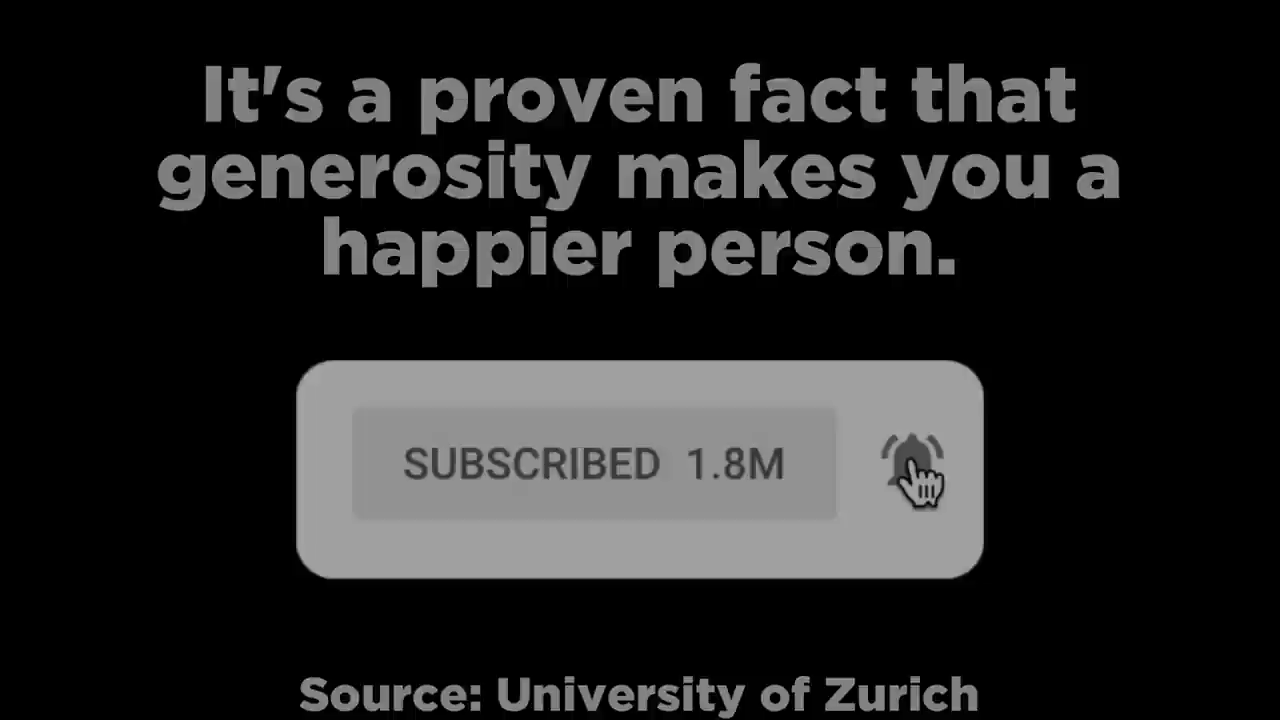 It's a proven fact that
generosity makes you a
happier person.
SUBSCRIBED 1.8M
Source: University of Zurich